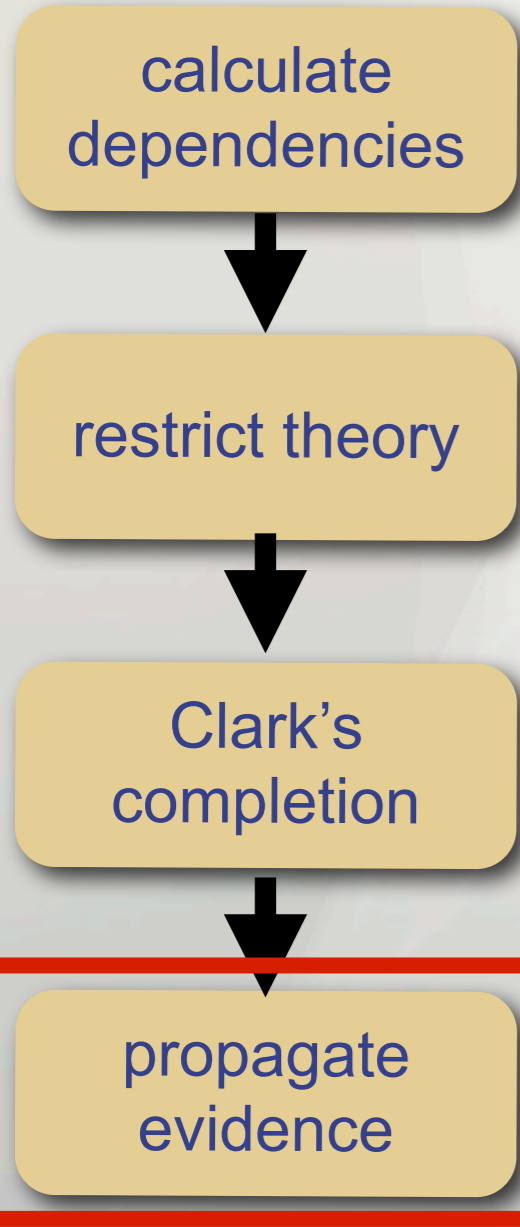 calculate
dependencies
restrict theory
Clark’s
completion
propagate
evidence